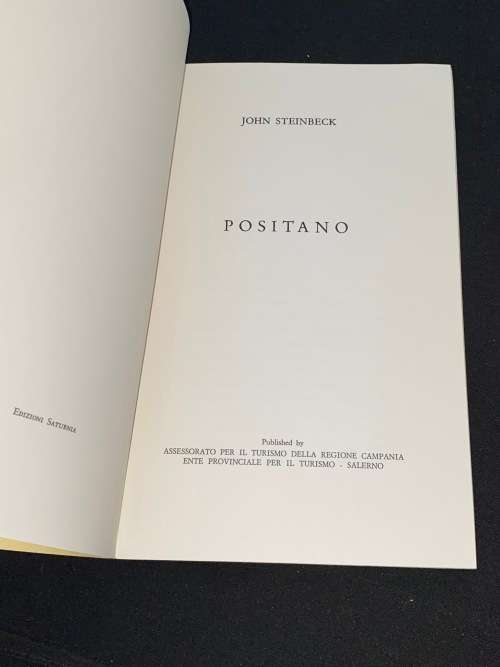 EDIZIONI SATURNIA
JOHN STEINBECK
POSITANO
Published by
ASSESSORATO PER IL TURISMO DELLA REGIONE CAMPANIA
ENTE PROVINCIALE PER IL TURISMO - SALERNO